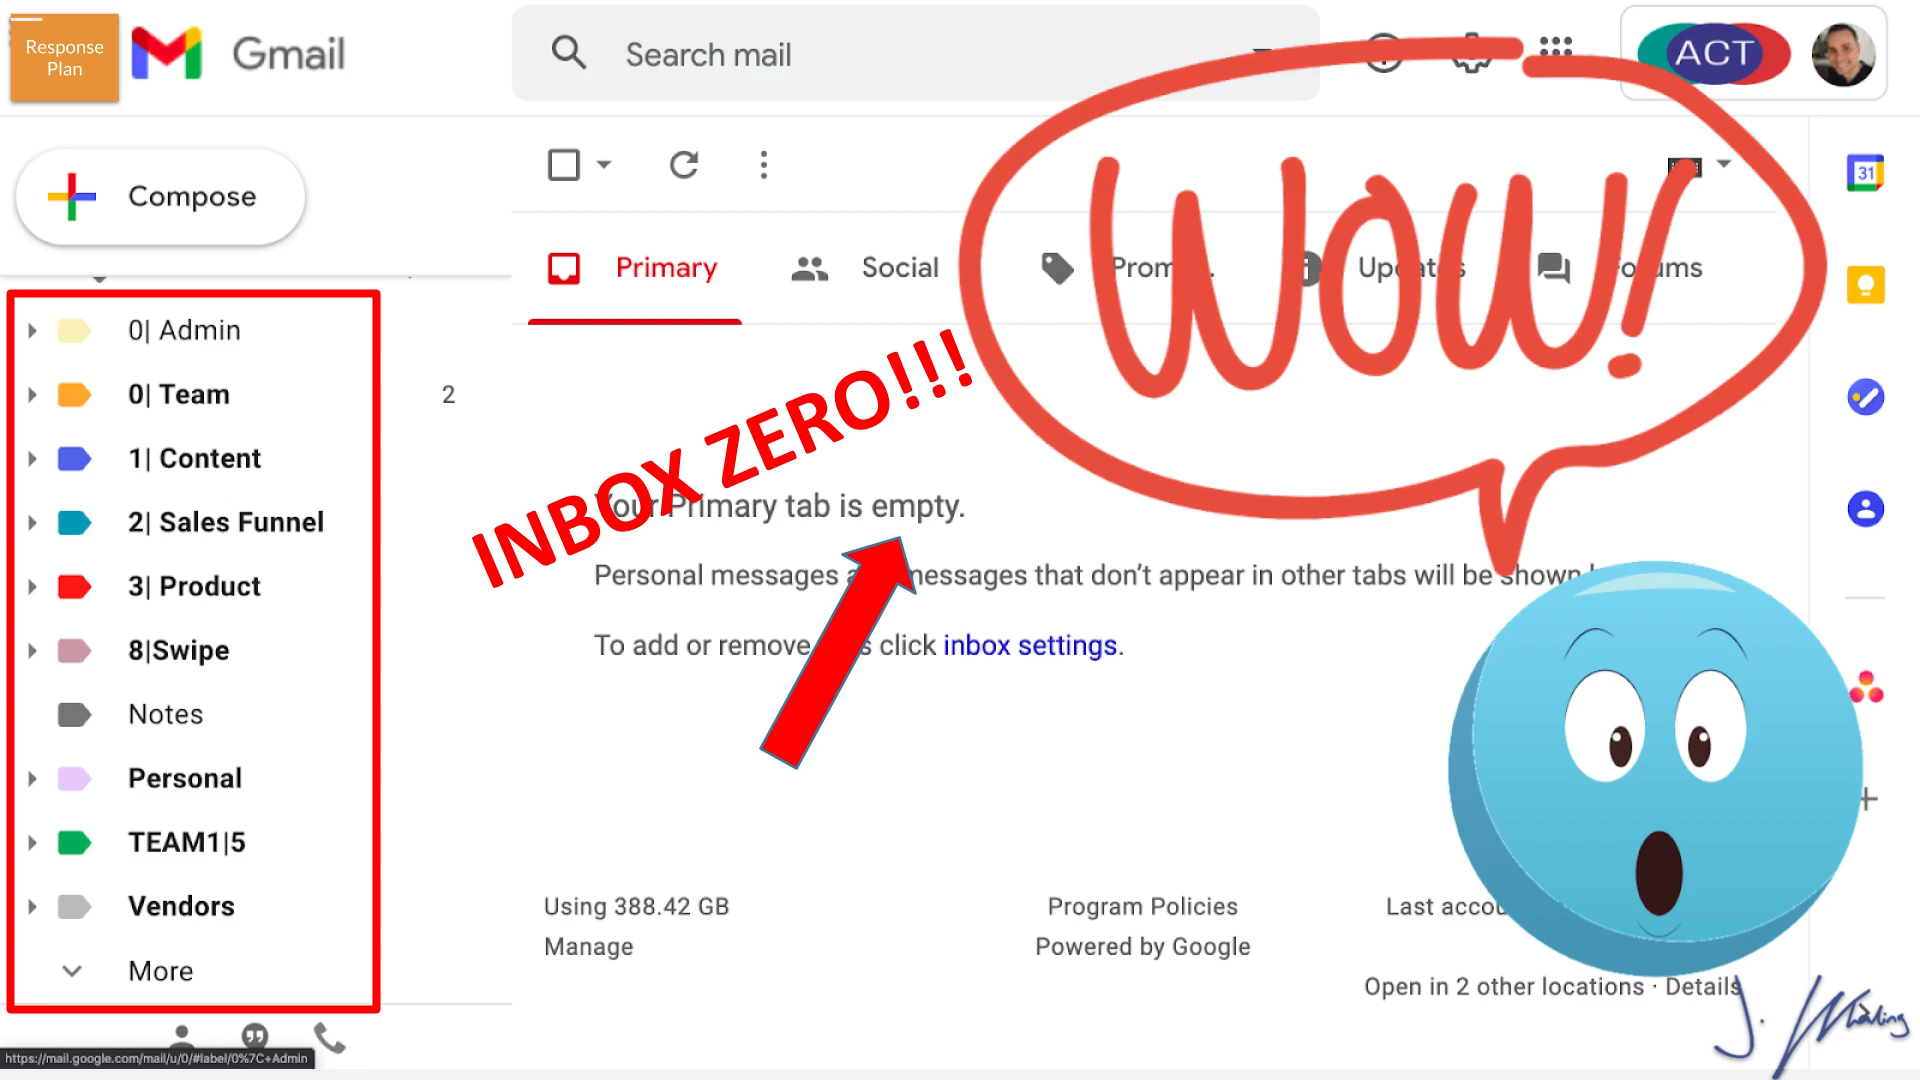 Response
Plan
Gmail
Search mail
ACT
Compose
31
Primary
Social
WOW!
0| Admin
0| Team 2
1| Content
2| Sales Funnel
3| Product
8|Swipe
Notes
Personal
TEAM1|5
Vendors
More
INBOX ZERO!!!
Your Primary tab is empty.
Personal messages messages that don't appear in other tabs will be shown
To add or remove click inbox settings.
Using 388.42 GB
Manage
Program Policies
Powered by Google
Last
Open in 2 other locations · Details
https://mail.google.com/mail/u/0/#label/0%7C+Admin